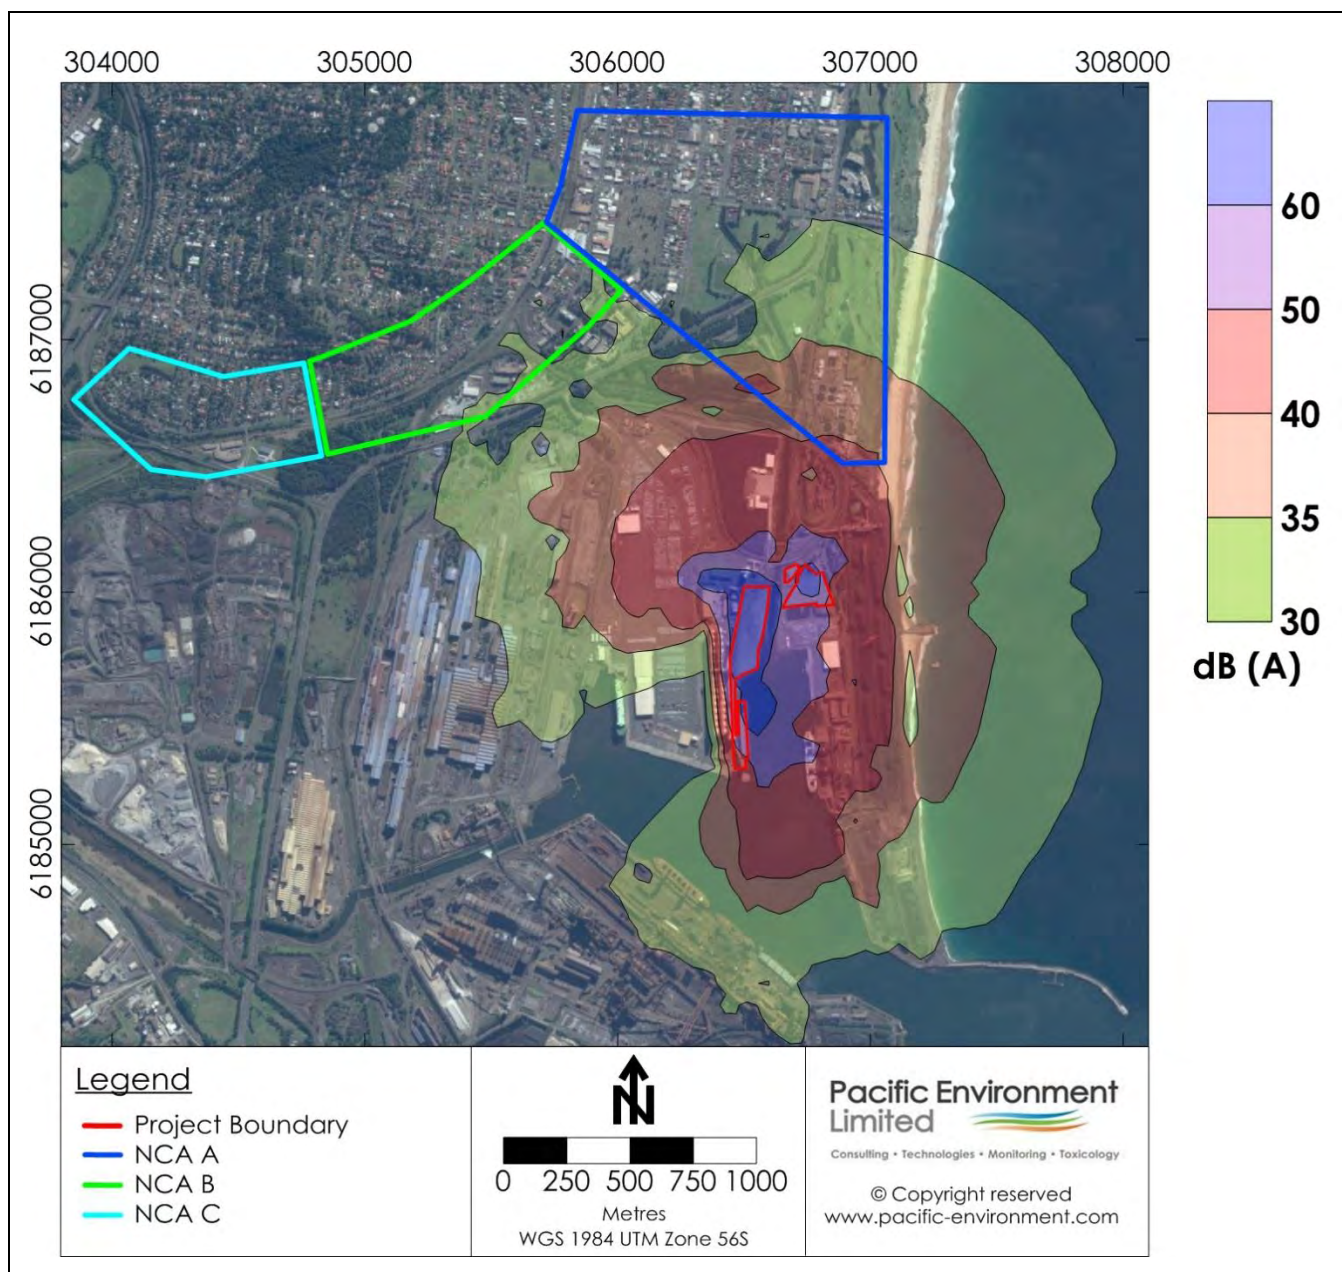 304000 305000 306000 307000 308000
6187000
6186000
6185000
60
50
40
35
30
dB (A)
Legend
Project Boundary
NCA A
NCA B
NCA C
N
0 250 500 750 1000
Metres
WGS 1984 UTM Zone 56S
Pacific Environment
Limited
Consulting • Technologies • Monitoring • Toxicology
© Copyright reserved
www.pacific-environment.com